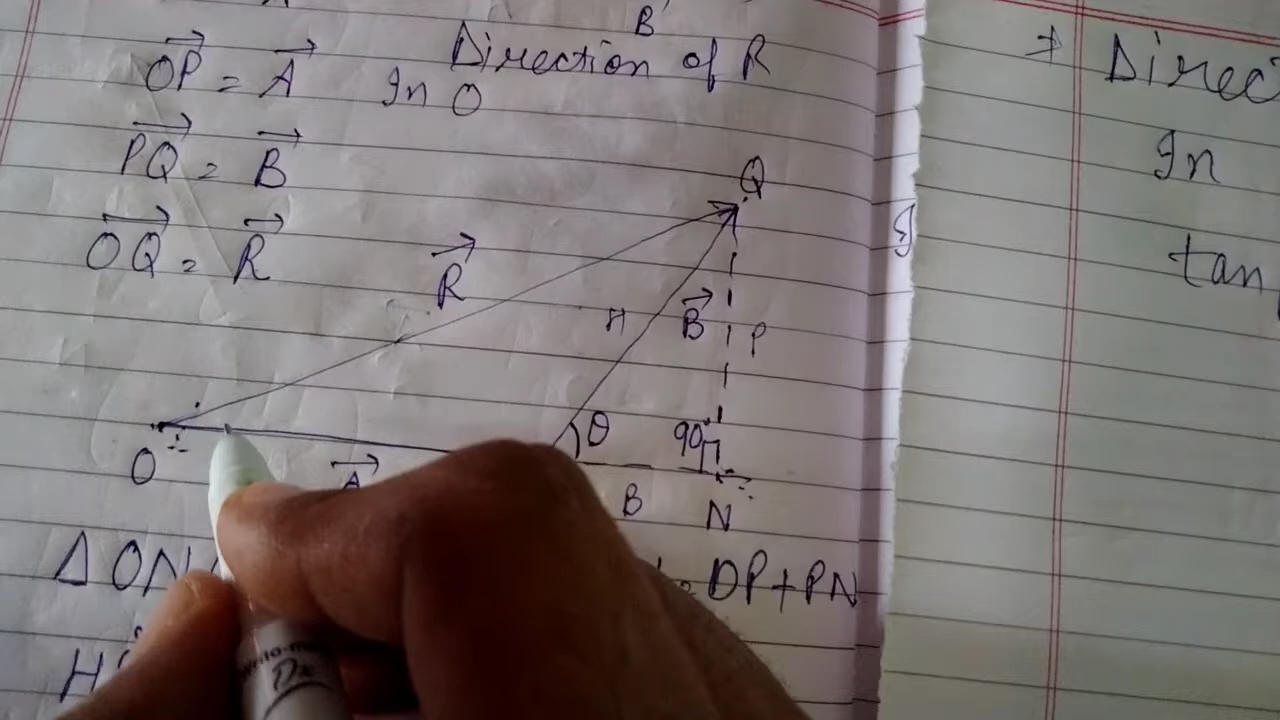 B
Direction of R
OP = A In O
PQ = B
OQ = R
Q
R
H
B
P
θ
90
O
A
B
N
Δ ON
= OP + PN
H
⇒ Direc
In
tan